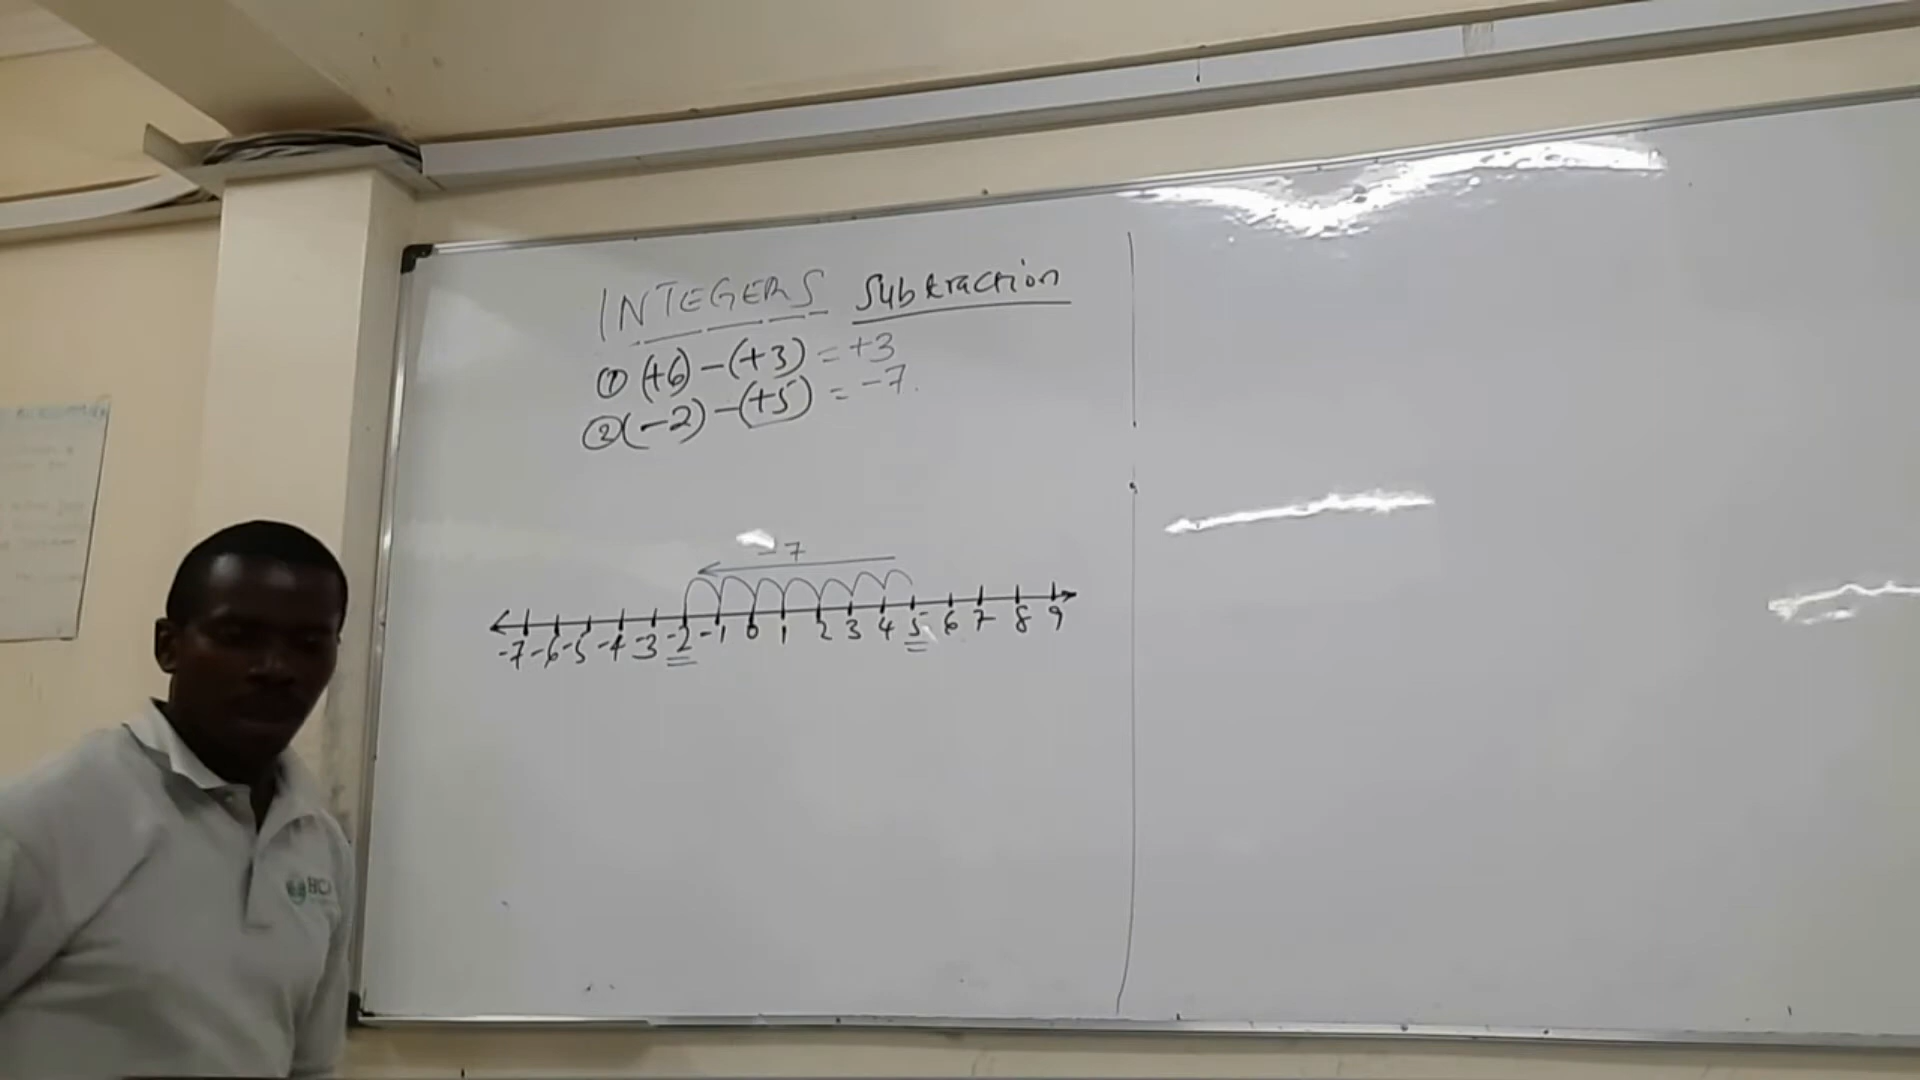 INTEGERS Subtraction
① (+6) - (+3) = +3
② (-2) - (+5) = -7.
-7
-7 -6 -5 -4 -3 -2 -1 0 1 2 3 4 5 6 7 8 9